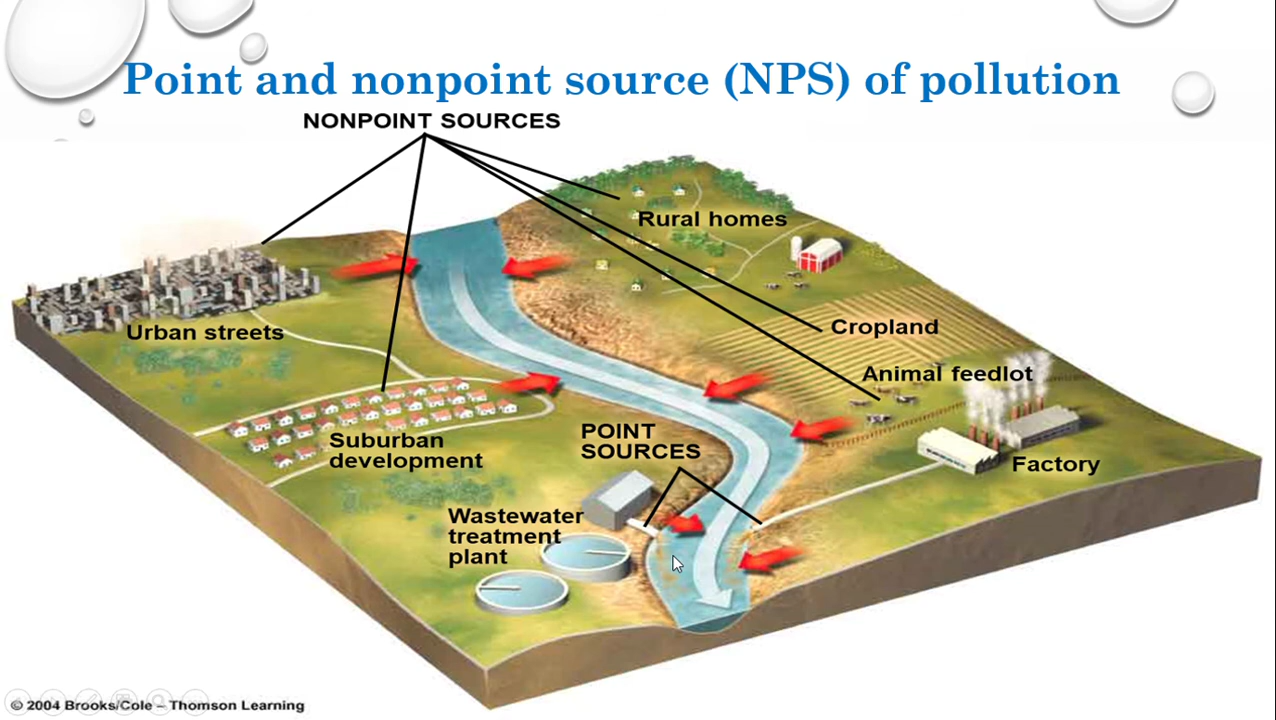 Point and nonpoint source (NPS) of pollution
NONPOINT SOURCES
Rural homes
Urban streets
Cropland
Animal feedlot
Suburban
development
POINT
SOURCES
Factory
Wastewater
treatment
plant
© 2004 Brooks/Cole – Thomson Learning